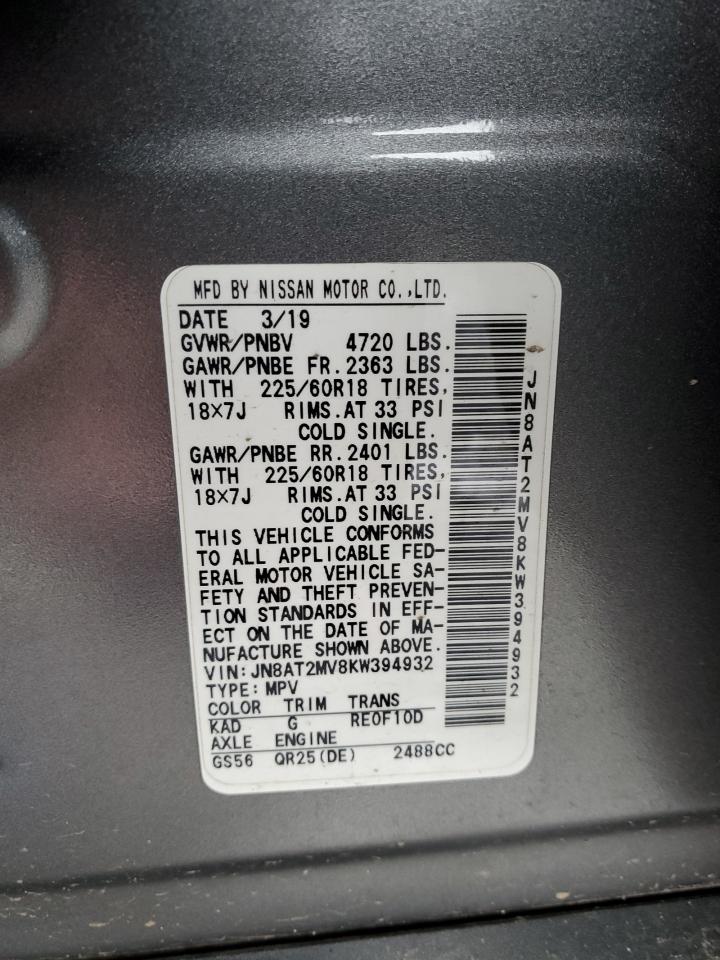 MFD BY NISSAN MOTOR CO.,LTD.
DATE 3/19
GVWR/PNBV 4720 LBS.
GAWR/PNBE FR. 2363 LBS.
WITH 225/60R18 TIRES,
18×7J RIMS. AT 33 PSI
COLD SINGLE.
GAWR/PNBE RR. 2401 LBS.
WITH 225/60R18 TIRES,
18×7J RIMS. AT 33 PSI
COLD SINGLE.
THIS VEHICLE CONFORMS
TO ALL APPLICABLE FED-
ERAL MOTOR VEHICLE SA-
FETY AND THEFT PREVEN-
TION STANDARDS IN EFF-
ECT ON THE DATE OF MA-
NUFACTURE SHOWN ABOVE.
VIN:JN8AT2MV8KW394932
TYPE:MPV
COLOR TRIM TRANS
KAD G RE0F10D
AXLE ENGINE
GS56 QR25(DE) 2488CC
JN8AT2MV8KW394932